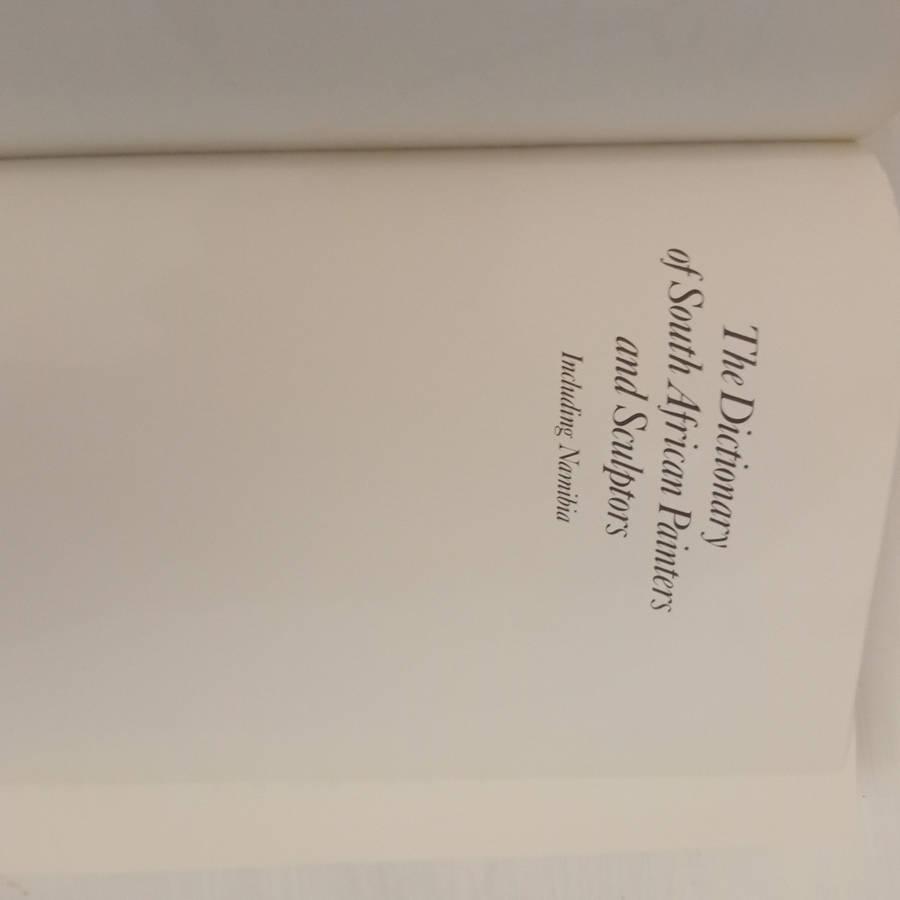 The Dictionary
of South African Painters
and Sculptors
Including Namibia